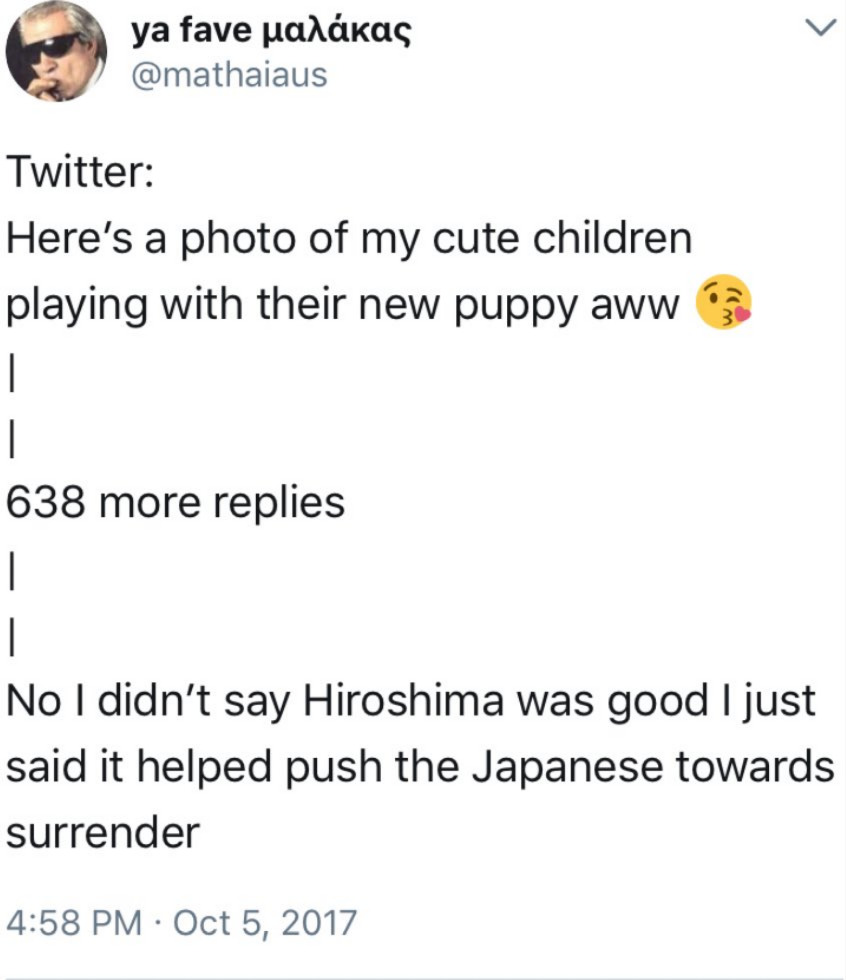 ya fave μαλάκας
@mathaiaus
Twitter:
Here’s a photo of my cute children
playing with their new puppy aww 😘
|
|
638 more replies
|
|
No I didn’t say Hiroshima was good I just
said it helped push the Japanese towards
surrender
4:58 PM · Oct 5, 2017